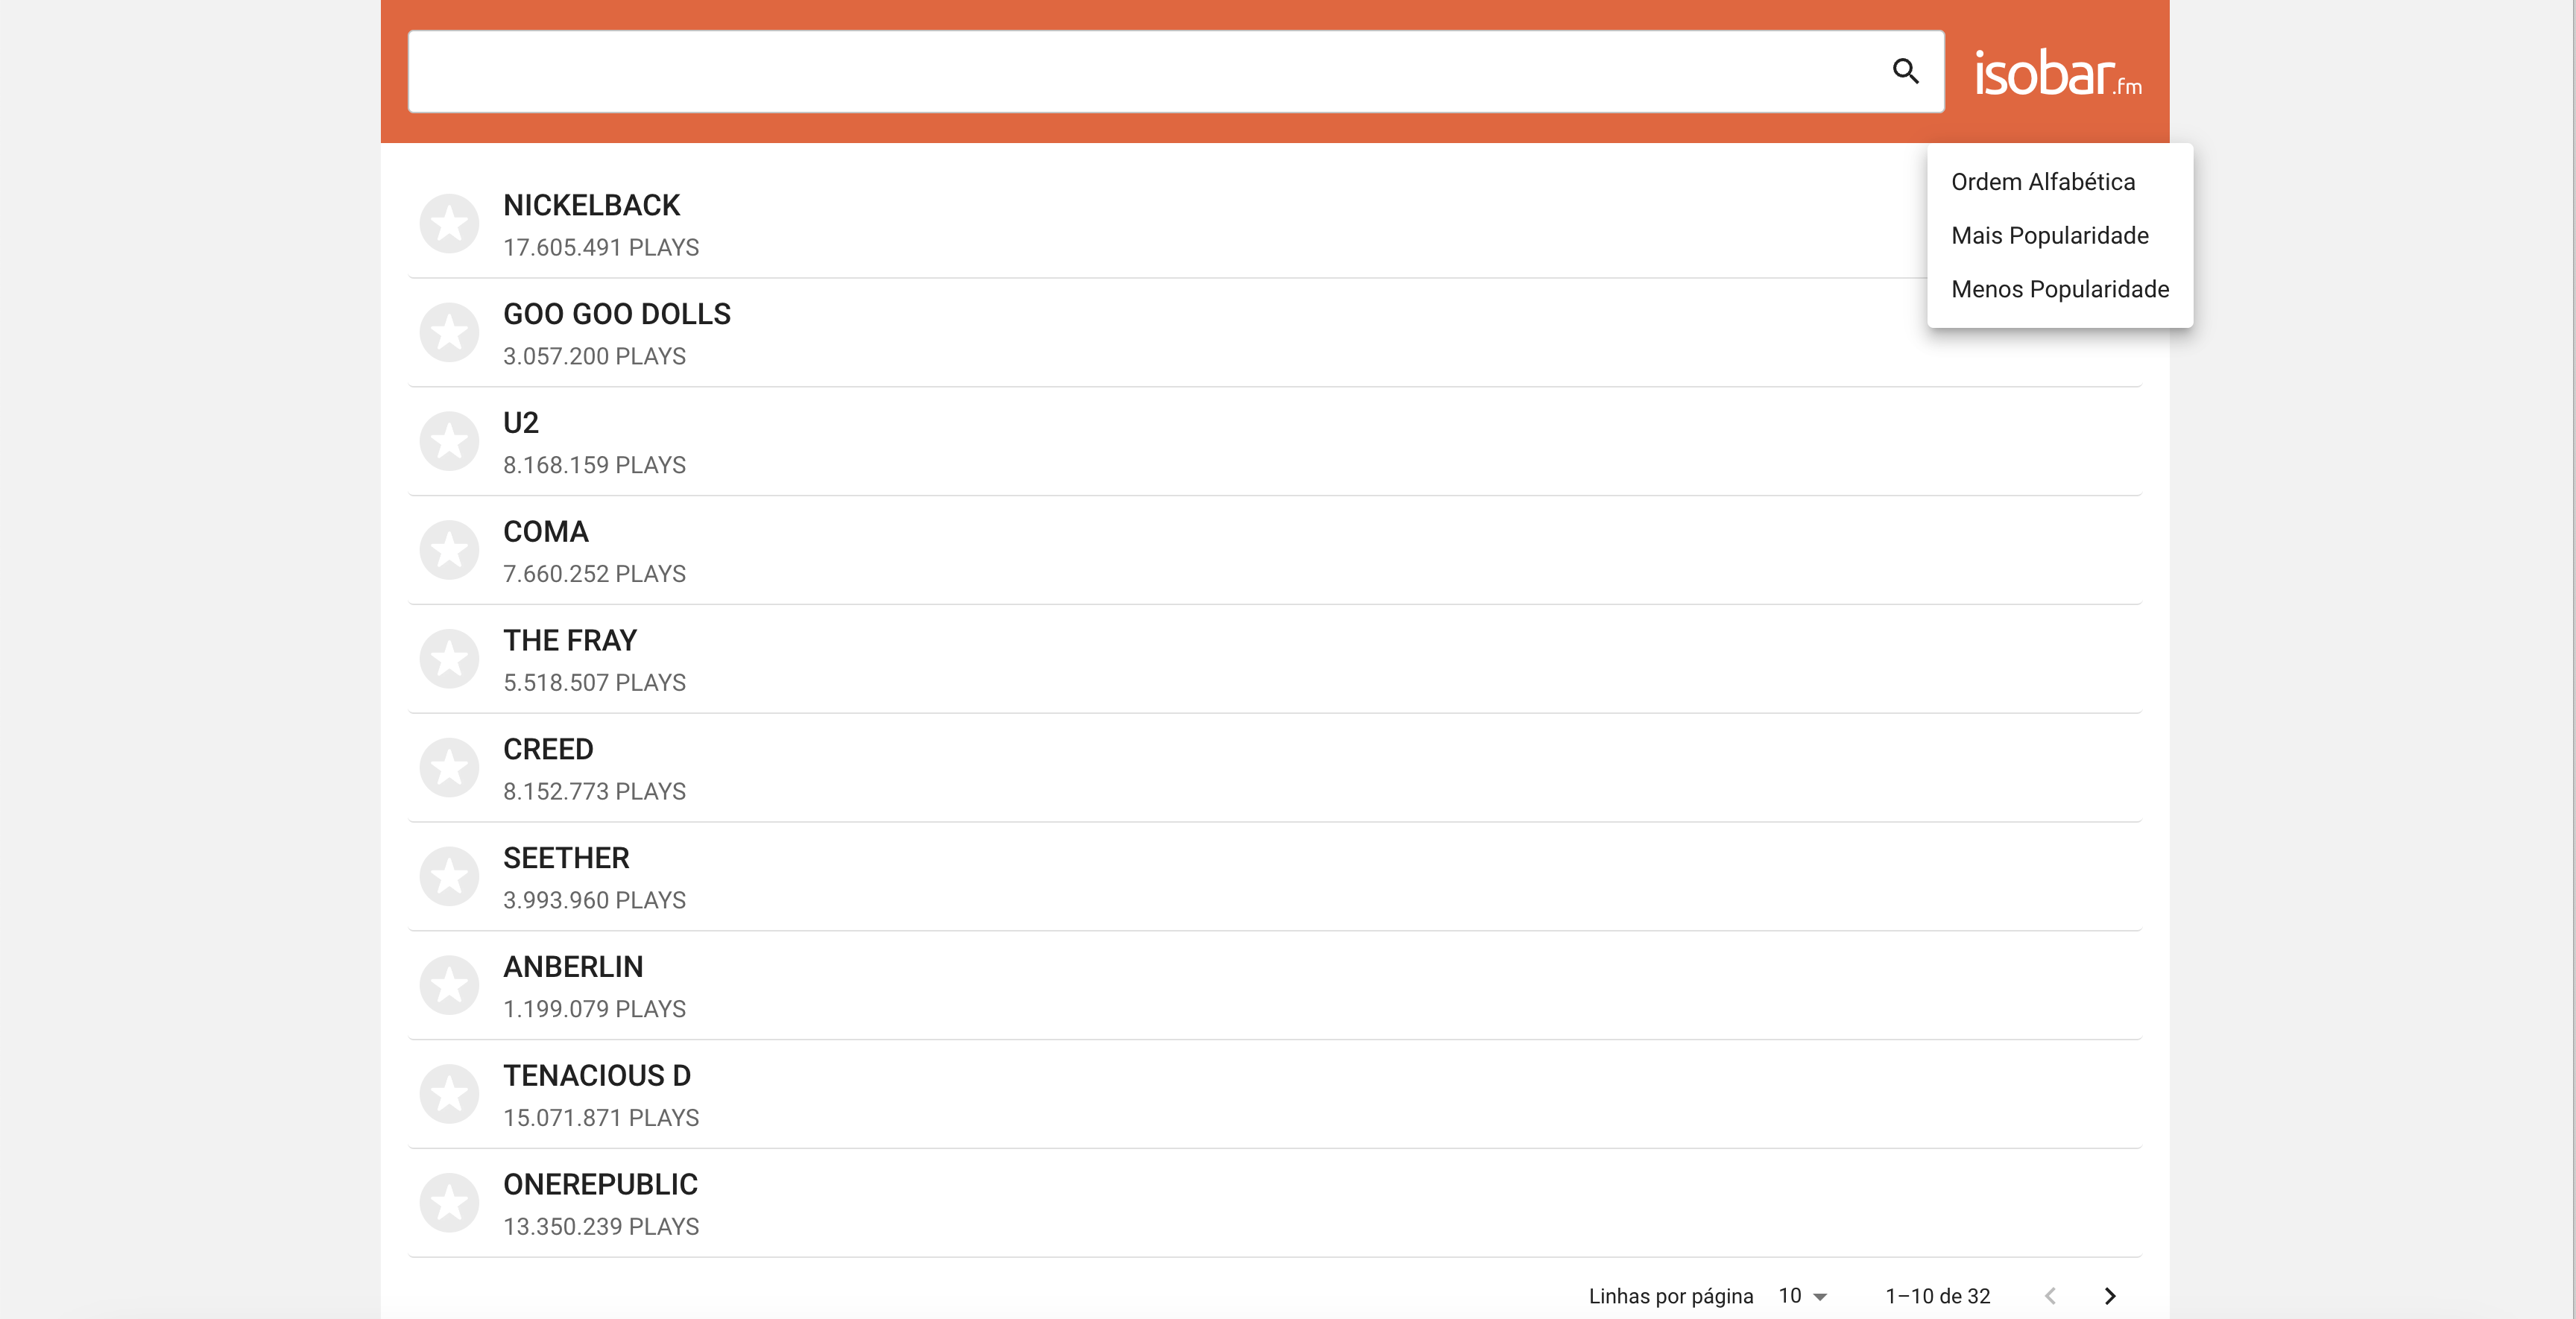 isobar.fm
Ordem Alfabética
Mais Popularidade
Menos Popularidade
NICKELBACK
17.605.491 PLAYS
GOO GOO DOLLS
3.057.200 PLAYS
U2
8.168.159 PLAYS
COMA
7.660.252 PLAYS
THE FRAY
5.518.507 PLAYS
CREED
8.152.773 PLAYS
SEETHER
3.993.960 PLAYS
ANBERLIN
1.199.079 PLAYS
TENACIOUS D
15.071.871 PLAYS
ONEREPUBLIC
13.350.239 PLAYS
Linhas por página 10 1–10 de 32